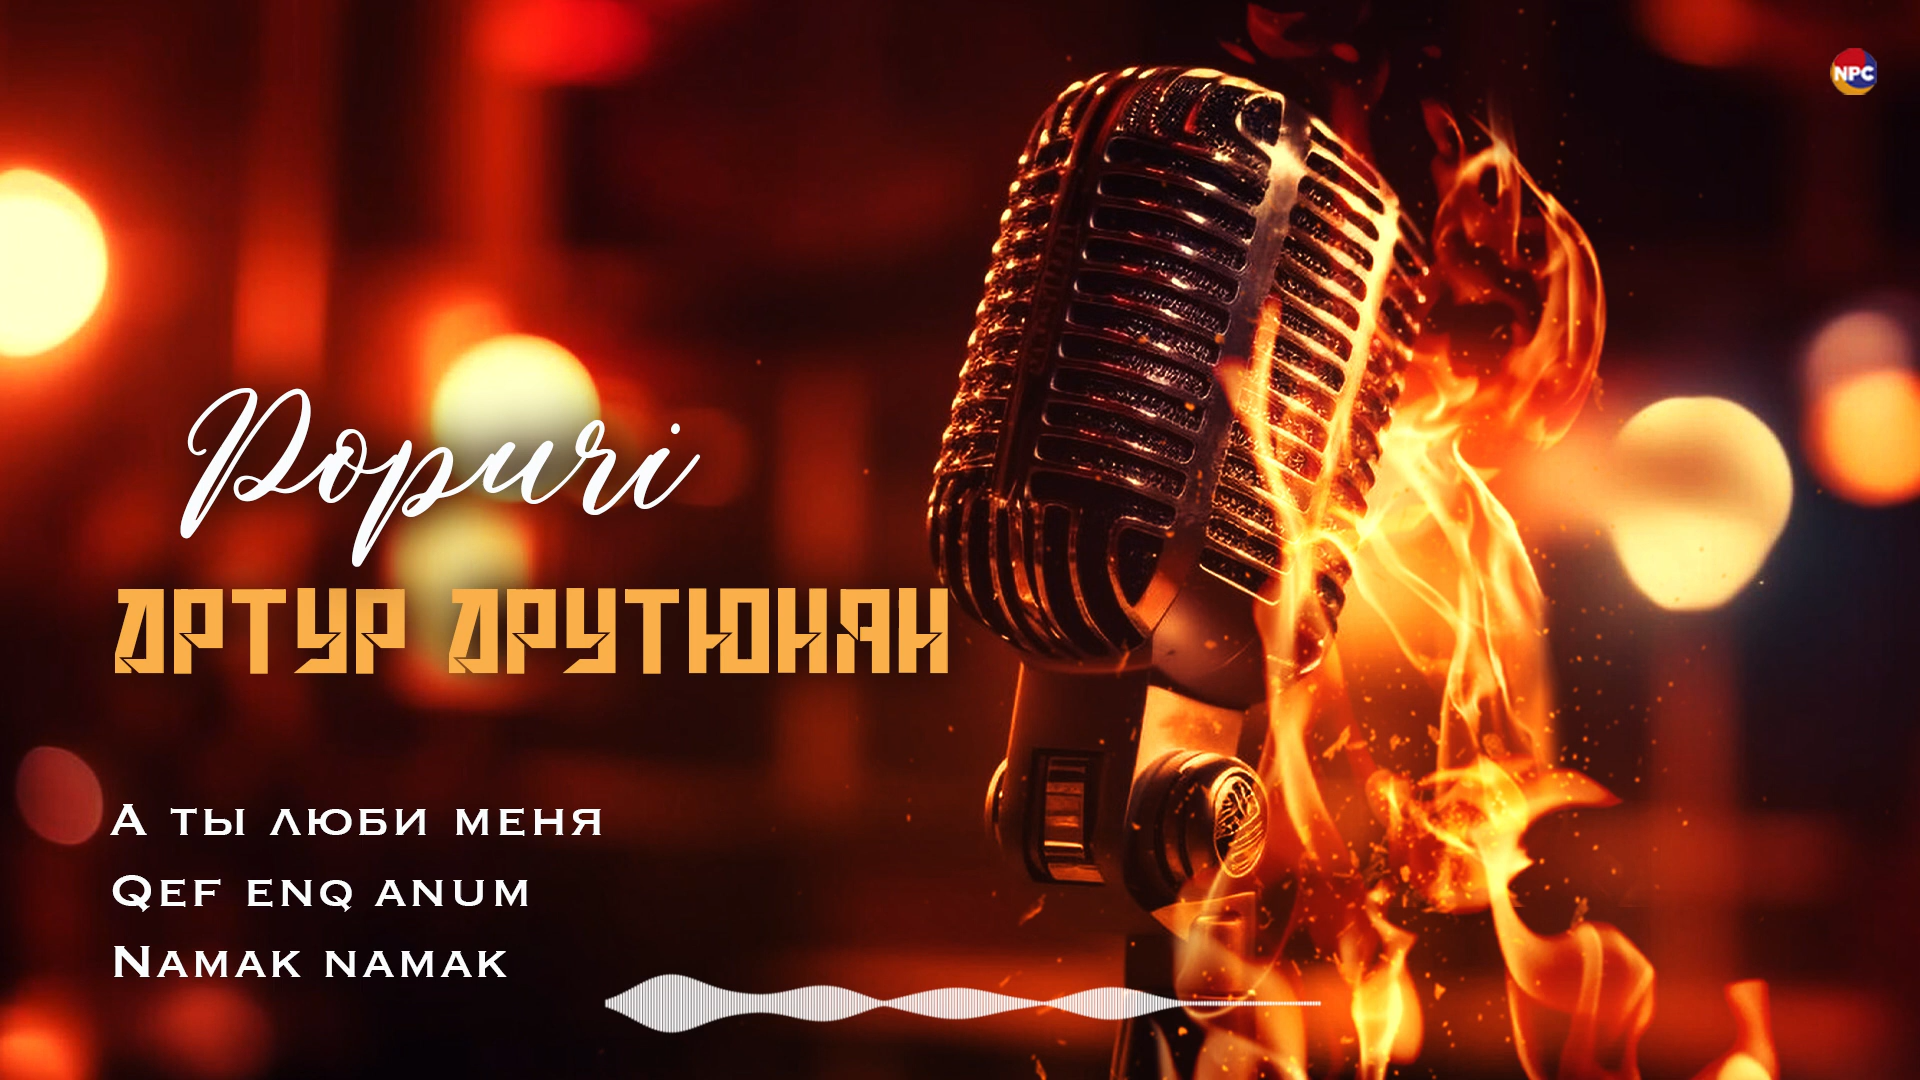 NPC
Popuri
АРТУР АРУТЮНЯН
А ТЫ ЛЮБИ МЕНЯ
QEF ENQ ANUM
NAMAK NAMAK